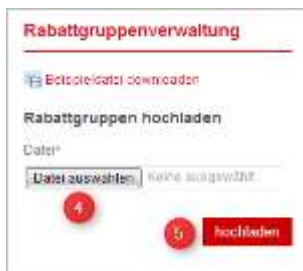 Rabattgruppenverwaltung
Beispieldatei downloaden
Rabattgruppen hochladen
Datei*
Datei auswählen Keine ausgewählt
4
5 hochladen